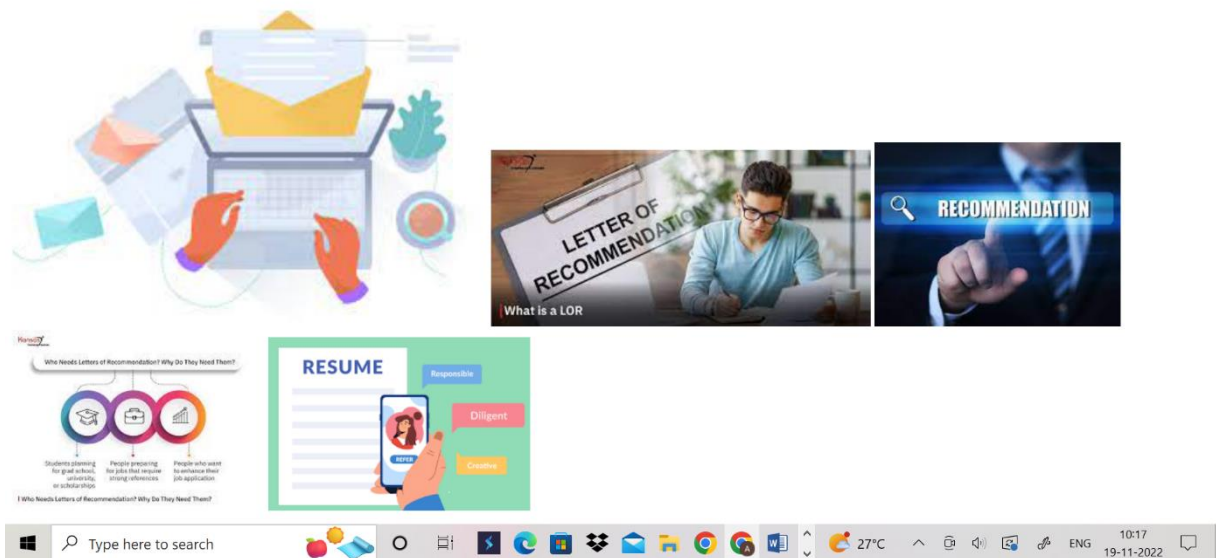 LETTER OF
RECOMMENDATION
What is a LOR
RECOMMENDATION
Who Needs Letters of Recommendation? Why Do They Need Them?
Students planning
for grad school,
university,
or scholarships
People preparing
for jobs that require
strong references
People who want
to enhance their
job application
| Who Needs Letters of Recommendation? Why Do They Need Them?
RESUME
Responsible
Diligent
Creative
REFER
Type here to search
27°C
ENG
10:17
19-11-2022